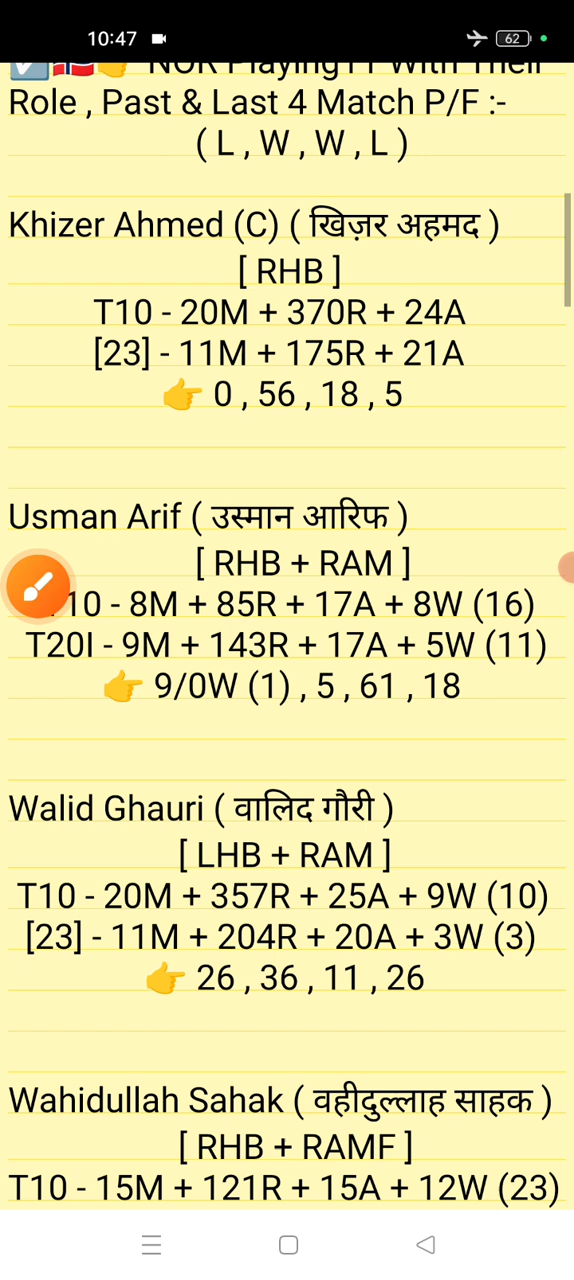 10:47
62
NOR Playing11 With Their
Role , Past & Last 4 Match P/F :-
( L , W , W , L )
Khizer Ahmed (C) ( खिज़र अहमद )
[ RHB ]
T10 - 20M + 370R + 24A
[23] - 11M + 175R + 21A
👉 0 , 56 , 18 , 5
Usman Arif ( उस्मान आरिफ )
[ RHB + RAM ]
10 - 8M + 85R + 17A + 8W (16)
T20I - 9M + 143R + 17A + 5W (11)
👉 9/0W (1) , 5 , 61 , 18
Walid Ghauri ( वालिद गौरी )
[ LHB + RAM ]
T10 - 20M + 357R + 25A + 9W (10)
[23] - 11M + 204R + 20A + 3W (3)
👉 26 , 36 , 11 , 26
Wahidullah Sahak ( वहीदुल्लाह साहक )
[ RHB + RAMF ]
T10 - 15M + 121R + 15A + 12W (23)